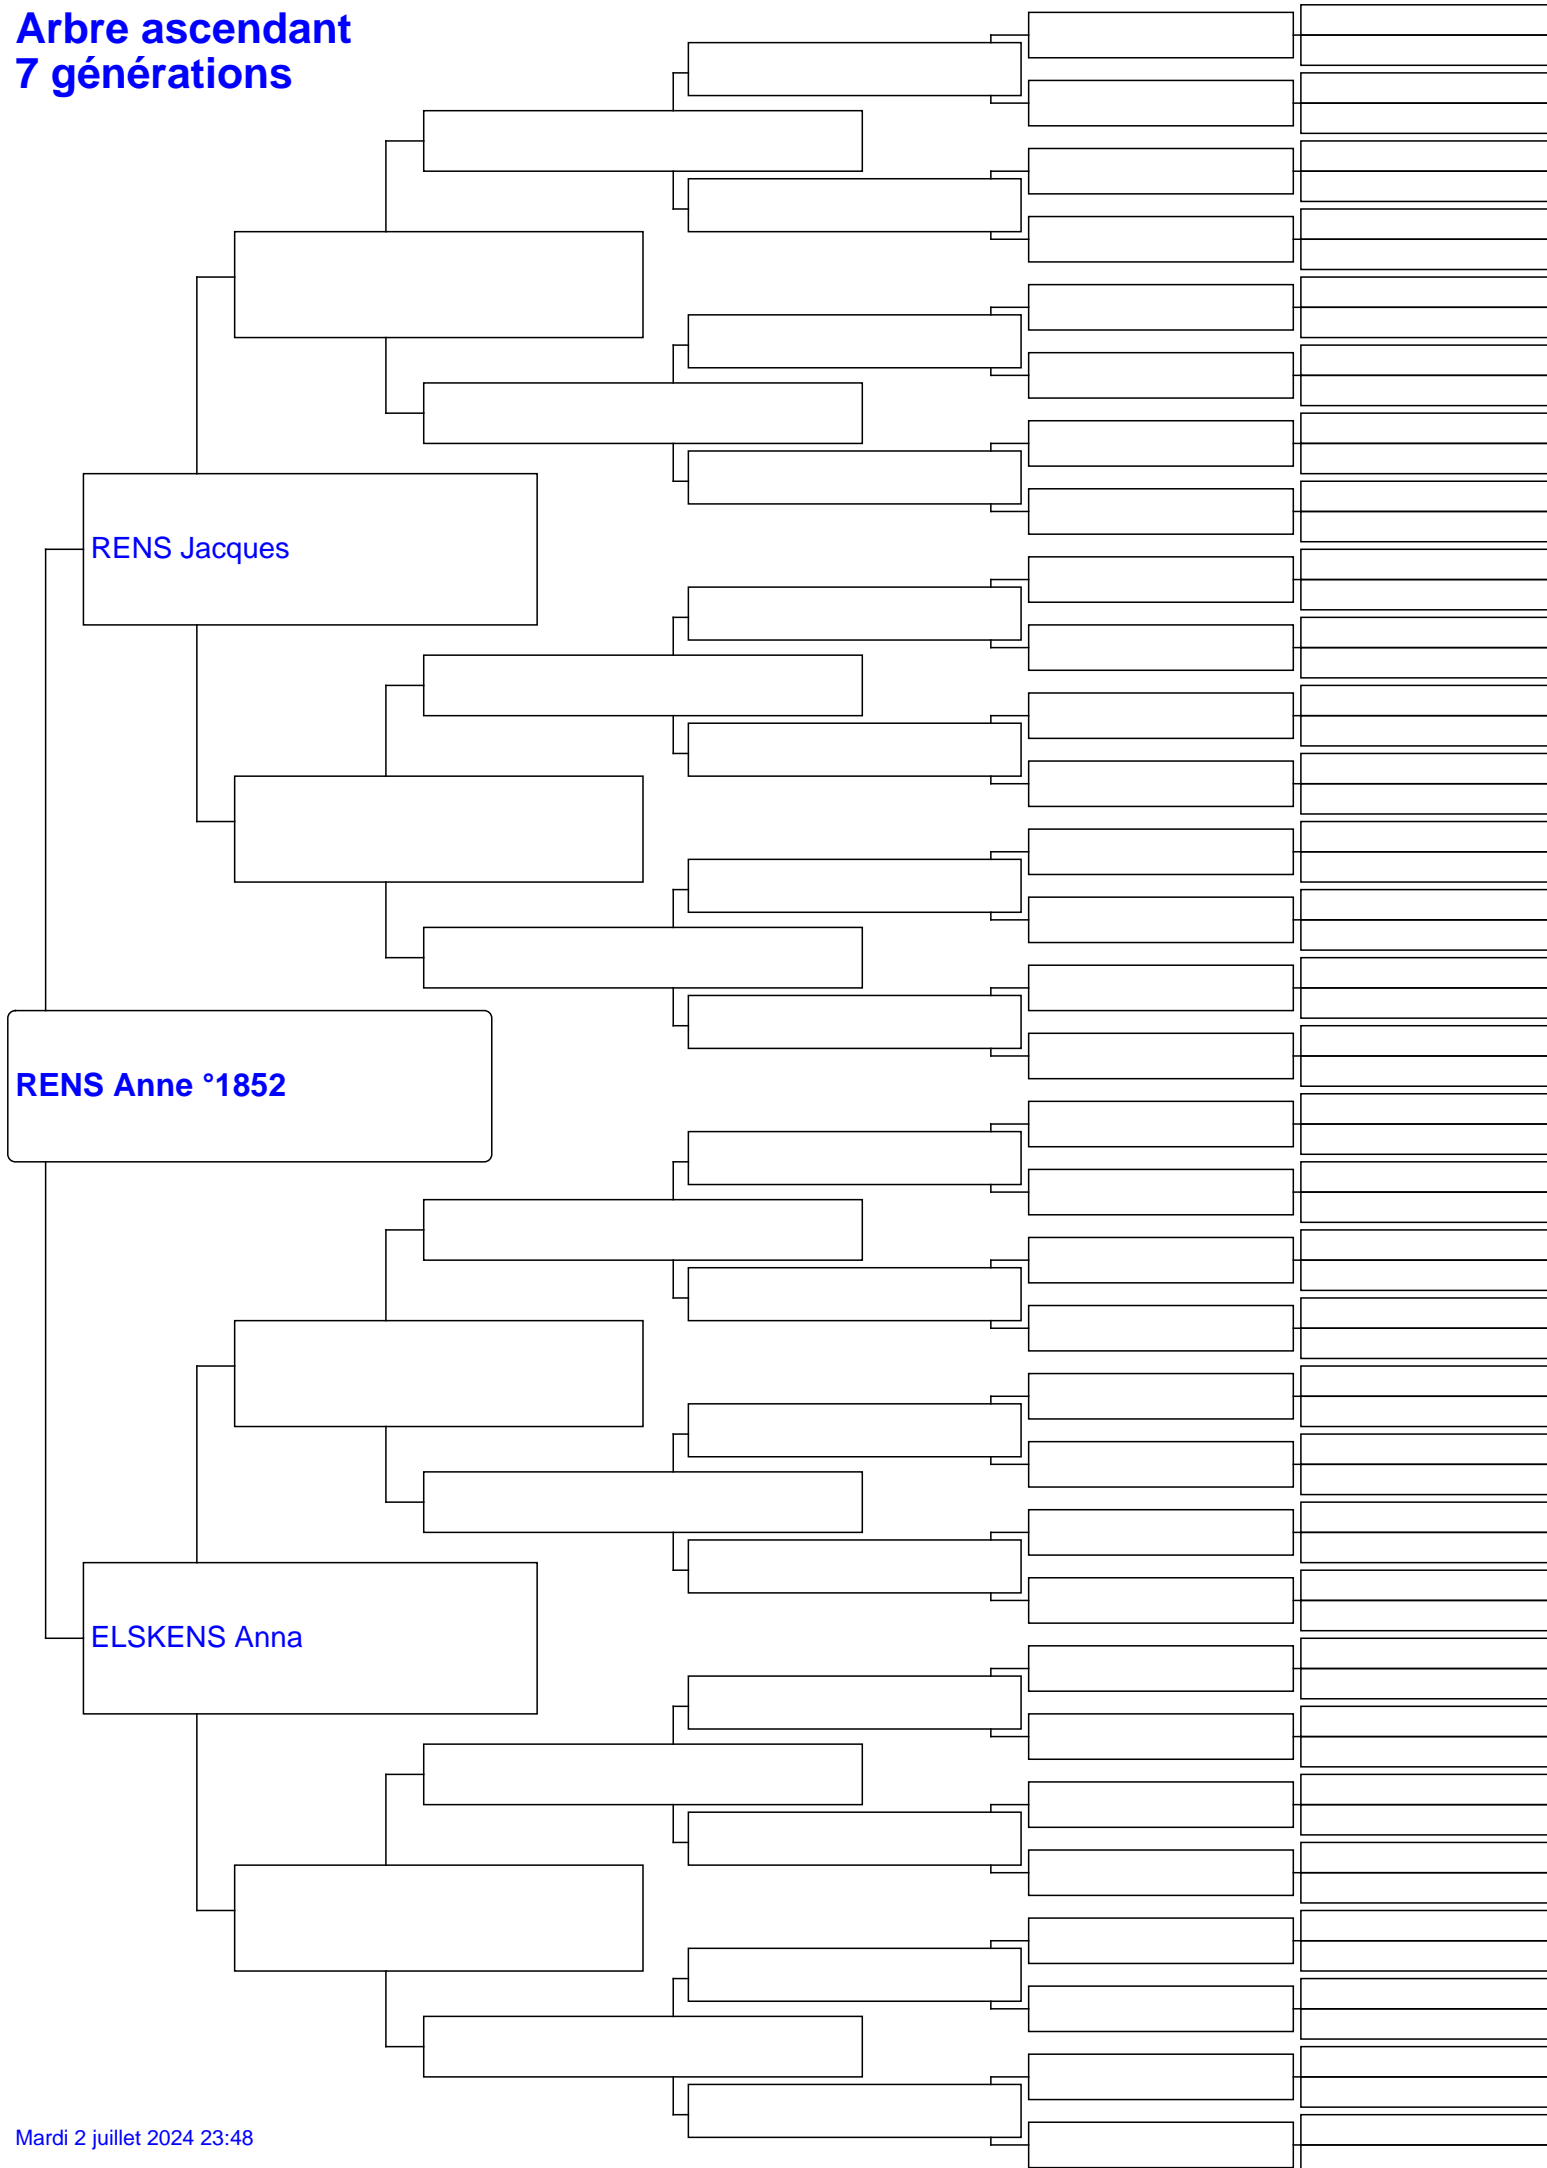 Arbre ascendant
7 générations
RENS Jacques
RENS Anne °1852
ELSKENS Anna
Mardi 2 juillet 2024 23:48